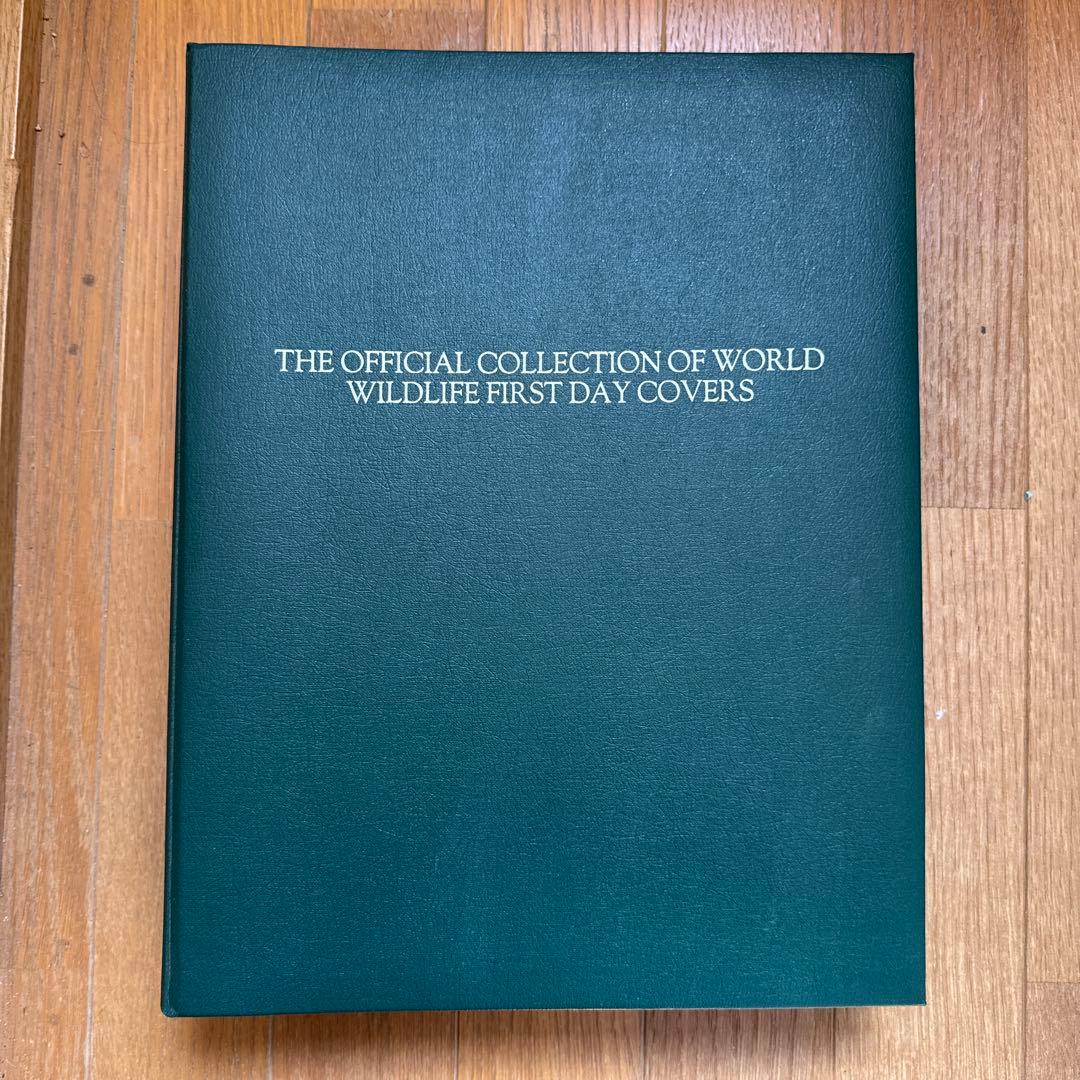 THE OFFICIAL COLLECTION OF WORLD
WILDLIFE FIRST DAY COVERS